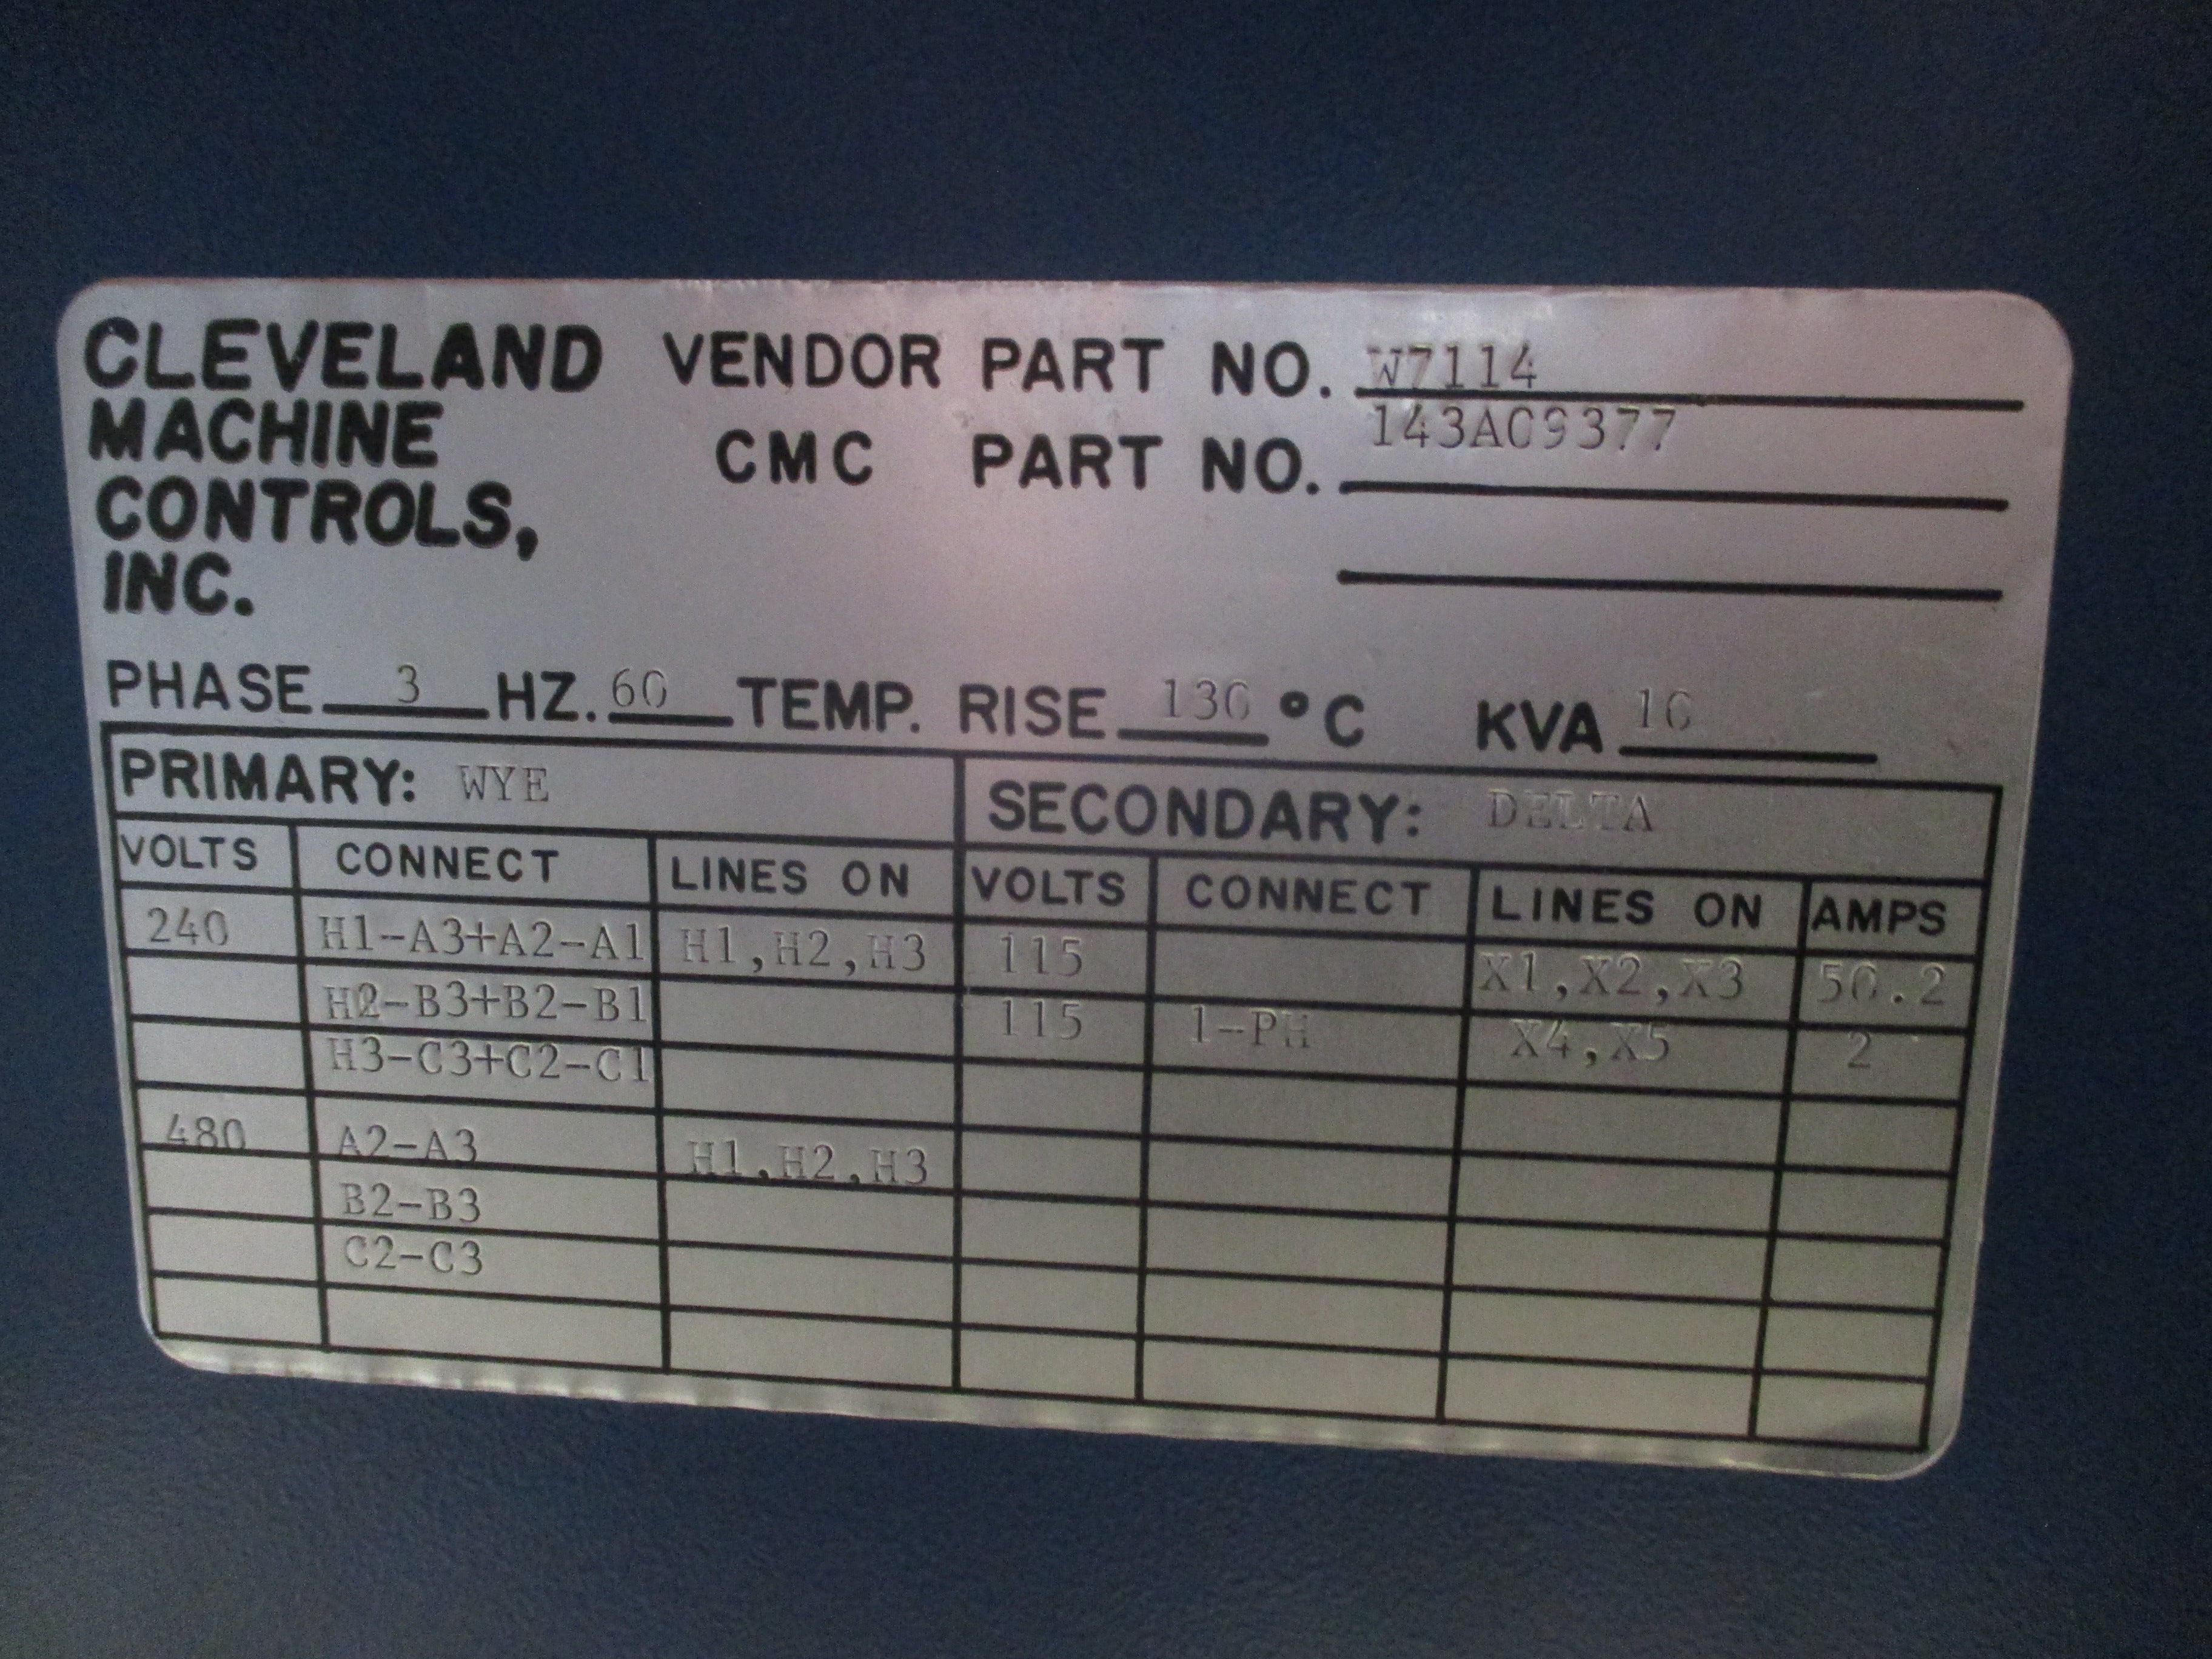 CLEVELAND MACHINE CONTROLS, INC.
VENDOR PART NO. W7114
CMC PART NO. 143A09377
PHASE 3 HZ. 60 TEMP. RISE 130 °C KVA 10
PRIMARY: WYE SECONDARY: DELTA
VOLTS CONNECT LINES ON VOLTS CONNECT LINES ON AMPS
240 H1-A3+A2-A1 H1,H2,H3 115 X1,X2,X3 50.2
H2-B3+B2-B1 115 1-PH X4,X5 2
H3-C3+C2-C1
480 A2-A3 H1,H2,H3
B2-B3
C2-C3